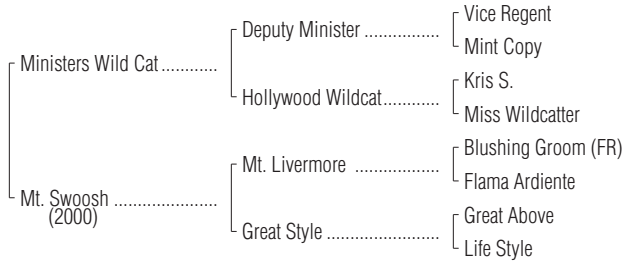 Vice Regent
Deputy Minister ................
Mint Copy
Ministers Wild Cat............
Kris S.
Hollywood Wildcat............
Miss Wildcatter
Blushing Groom (FR)
Mt. Livermore ..................
Flama Ardiente
Mt. Swoosh ......................
(2000)
Great Above
Great Style ........................
Life Style